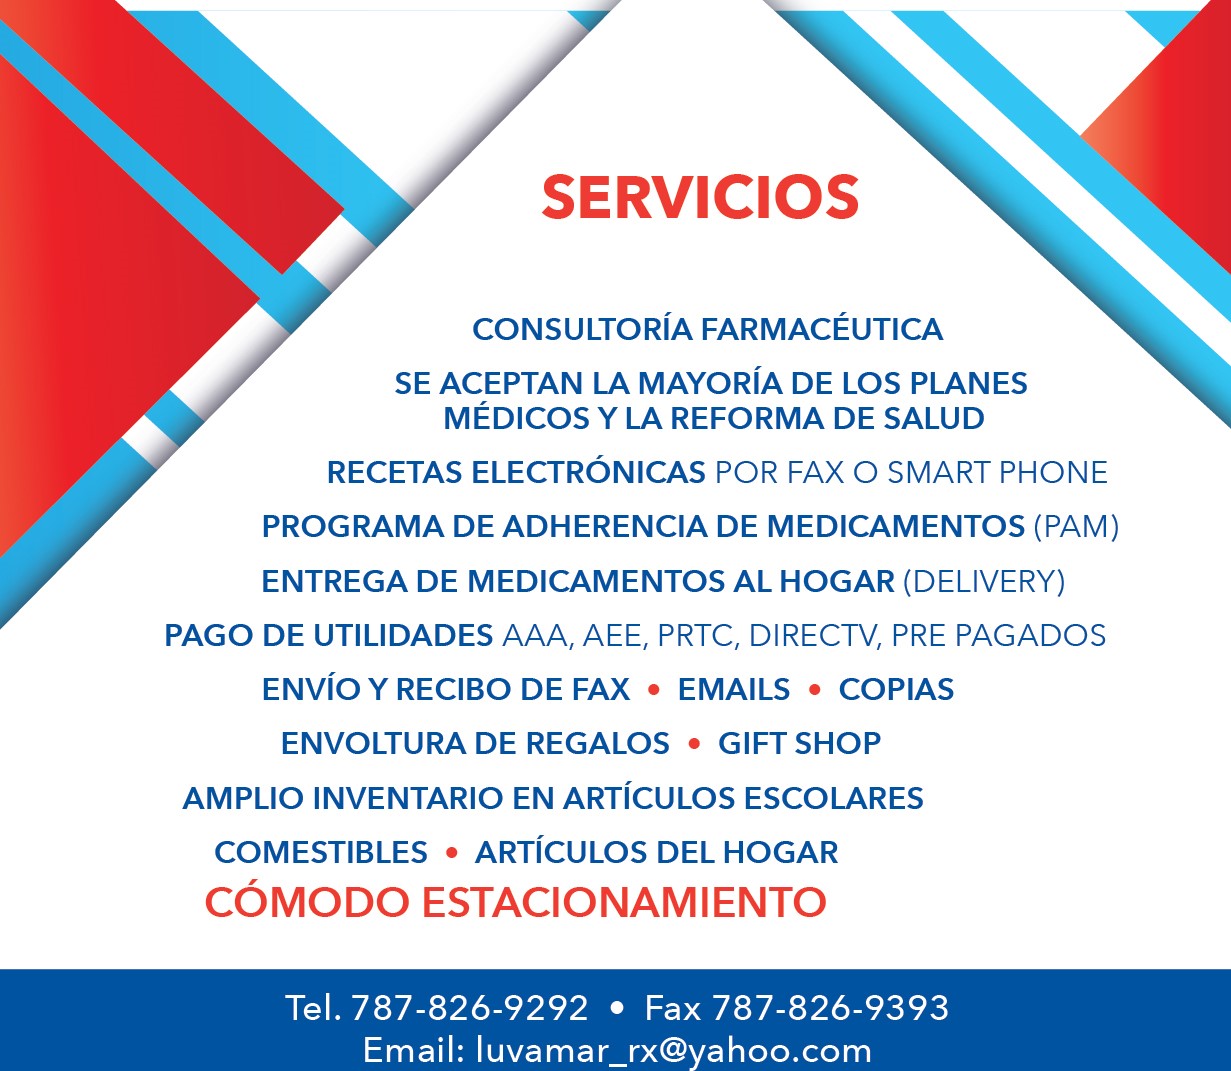 SERVICIOS
CONSULTORÍA FARMACÉUTICA
SE ACEPTAN LA MAYORÍA DE LOS PLANES
MÉDICOS Y LA REFORMA DE SALUD
RECETAS ELECTRÓNICAS POR FAX O SMART PHONE
PROGRAMA DE ADHERENCIA DE MEDICAMENTOS (PAM)
ENTREGA DE MEDICAMENTOS AL HOGAR (DELIVERY)
PAGO DE UTILIDADES AAA, AEE, PRTC, DIRECTV, PRE PAGADOS
ENVÍO Y RECIBO DE FAX • EMAILS • COPIAS
ENVOLTURA DE REGALOS • GIFT SHOP
AMPLIO INVENTARIO EN ARTÍCULOS ESCOLARES
COMESTIBLES • ARTÍCULOS DEL HOGAR
CÓMODO ESTACIONAMIENTO
Tel. 787-826-9292 • Fax 787-826-9393
Email: luvamar_rx@yahoo.com